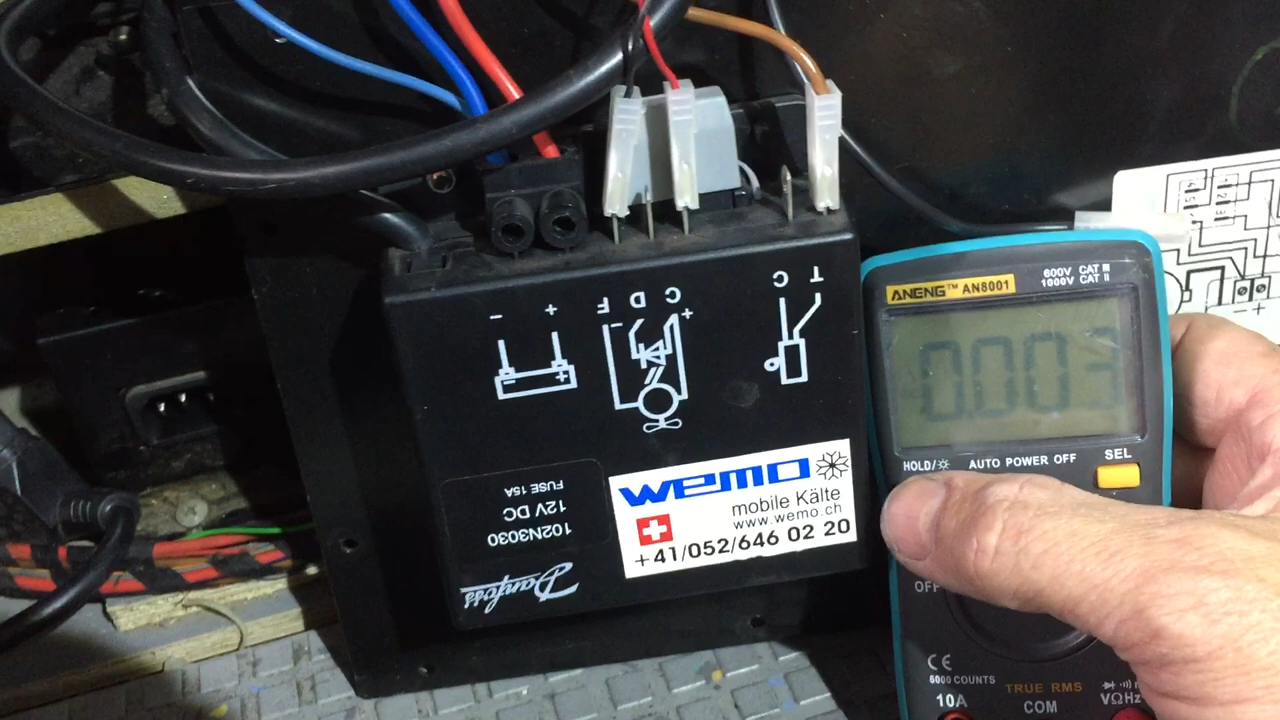 - + F D C C T
- + - +
wemo
mobile Kälte
www.wemo.ch
+41/052/646 02 20
FUSE 15A
12V DC
102N3030
Danfoss
ANENG™ AN8001
600V CAT III
1000V CAT II
0.003
HOLD/
AUTO POWER OFF
SEL
OFF
CE
6000 COUNTS
10A
TRUE RMS
COM
VΩHz
- +